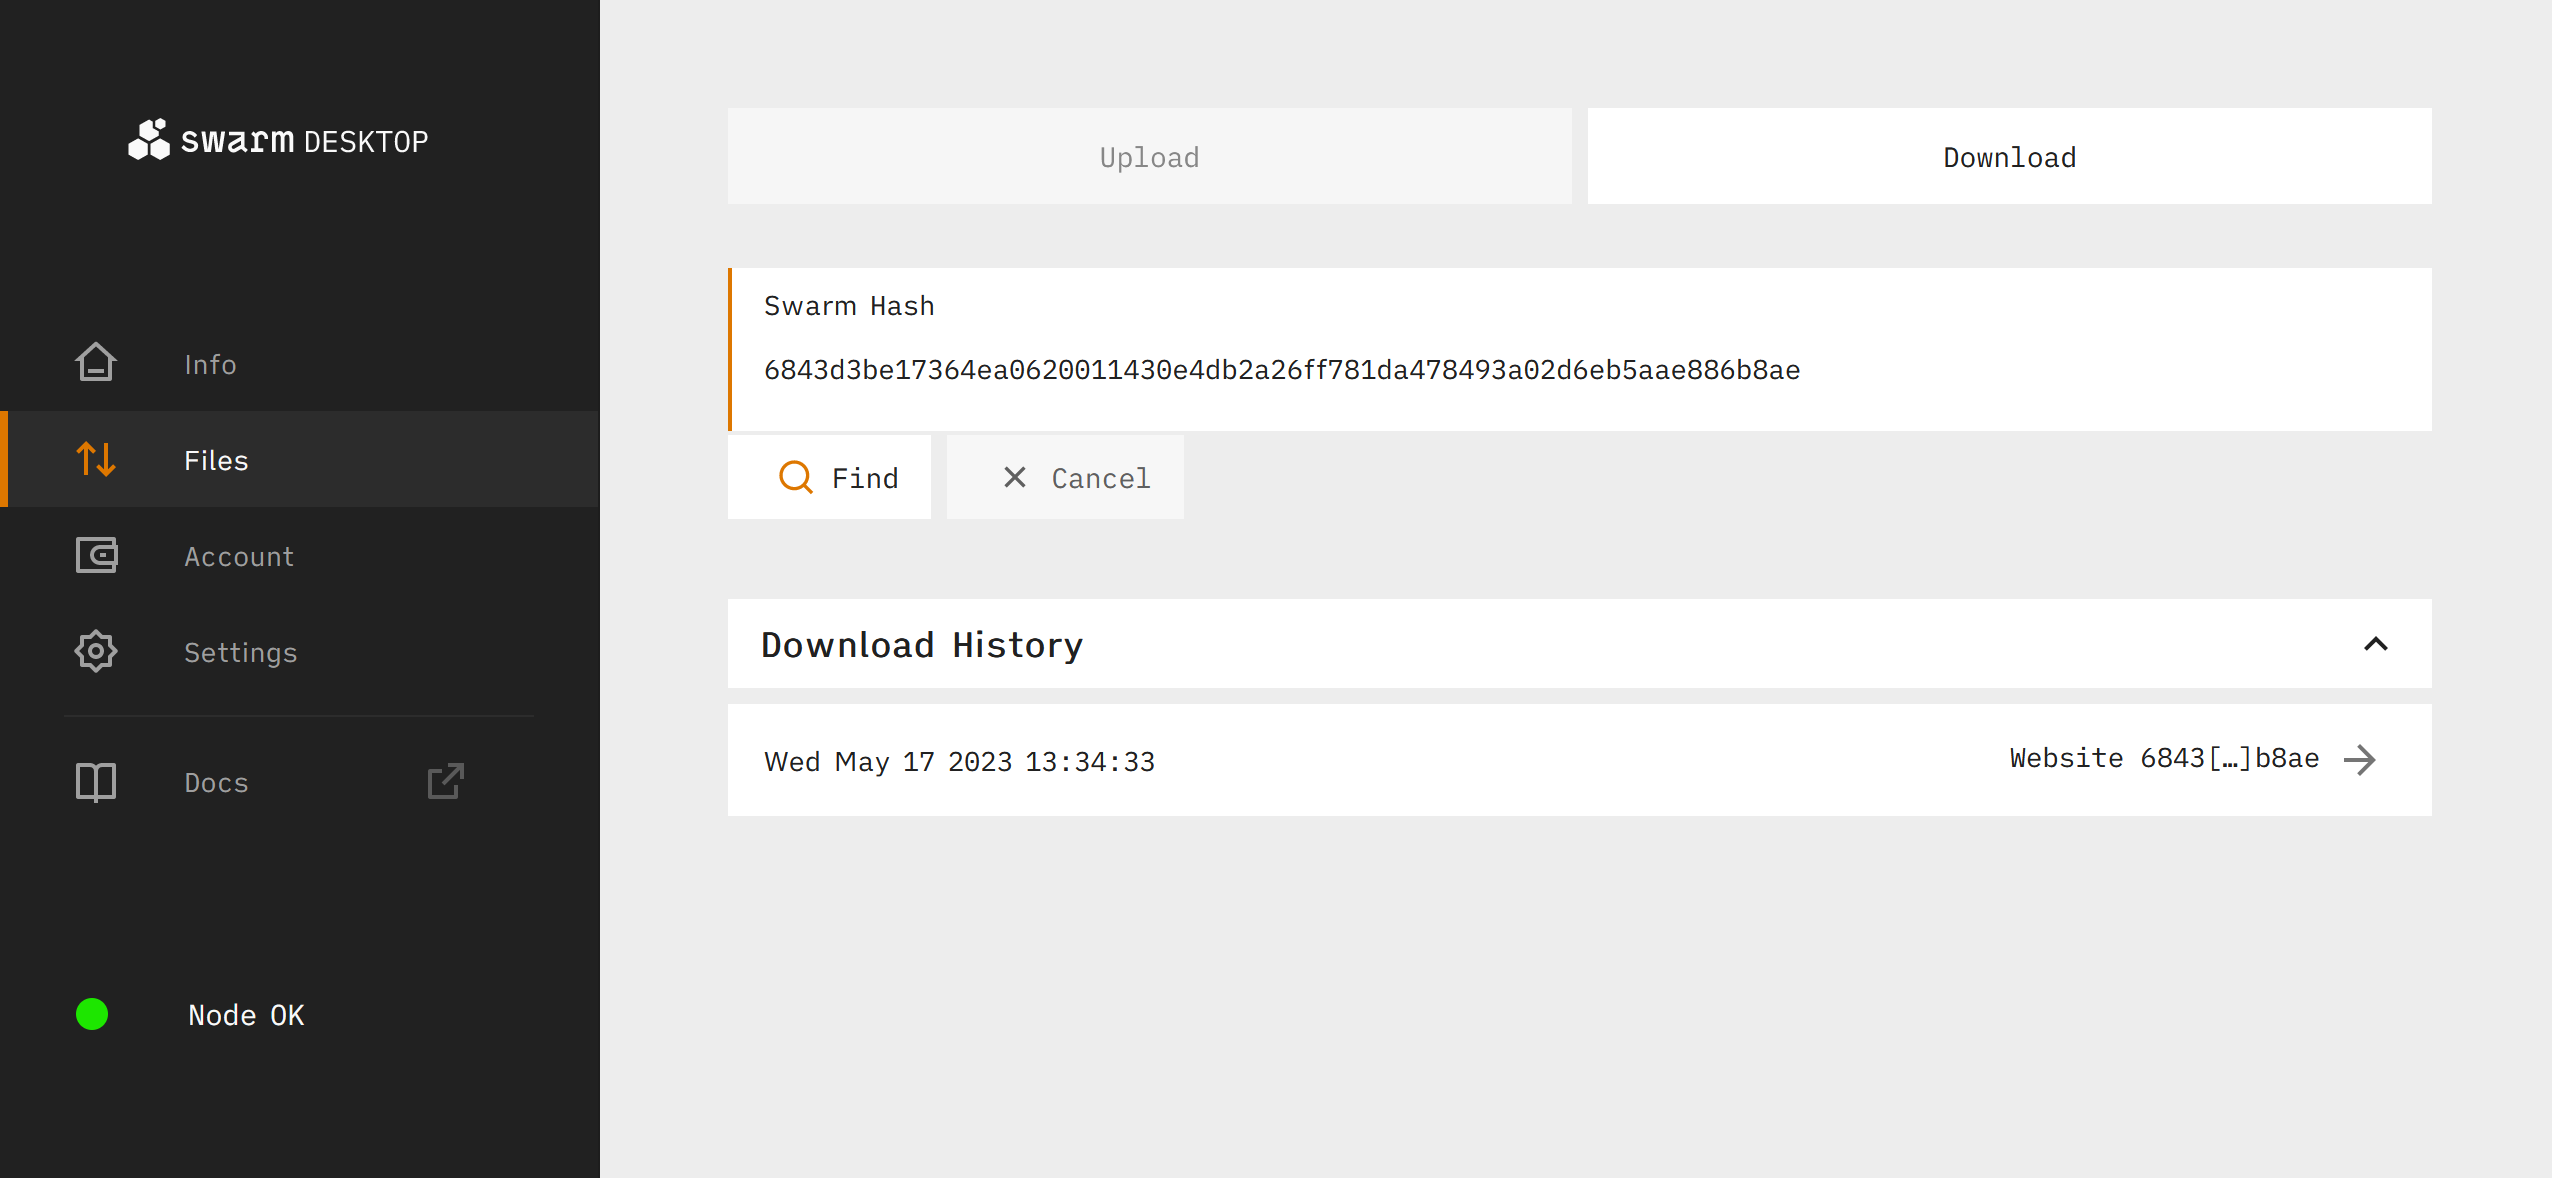 swarm DESKTOP
Info
Files
Account
Settings
Docs
Node OK
Upload
Download
Swarm Hash
6843d3be17364ea0620011430e4db2a26ff781da478493a02d6eb5aae886b8ae
Find
Cancel
Download History
Wed May 17 2023 13:34:33
Website 6843[…]b8ae